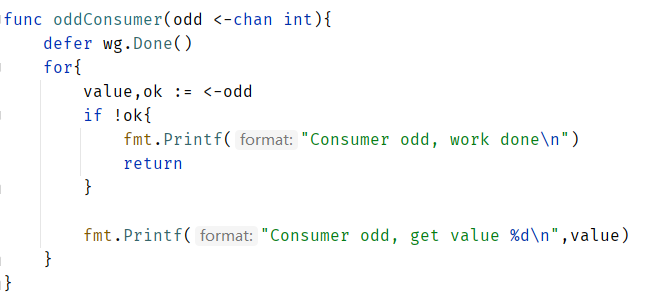 func oddConsumer(odd <-chan int){
    defer wg.Done()
    for{
        value,ok := <-odd
        if !ok{
            fmt.Printf( format: "Consumer odd, work done\n")
            return
        }

        fmt.Printf( format: "Consumer odd, get value %d\n",value)
    }
}